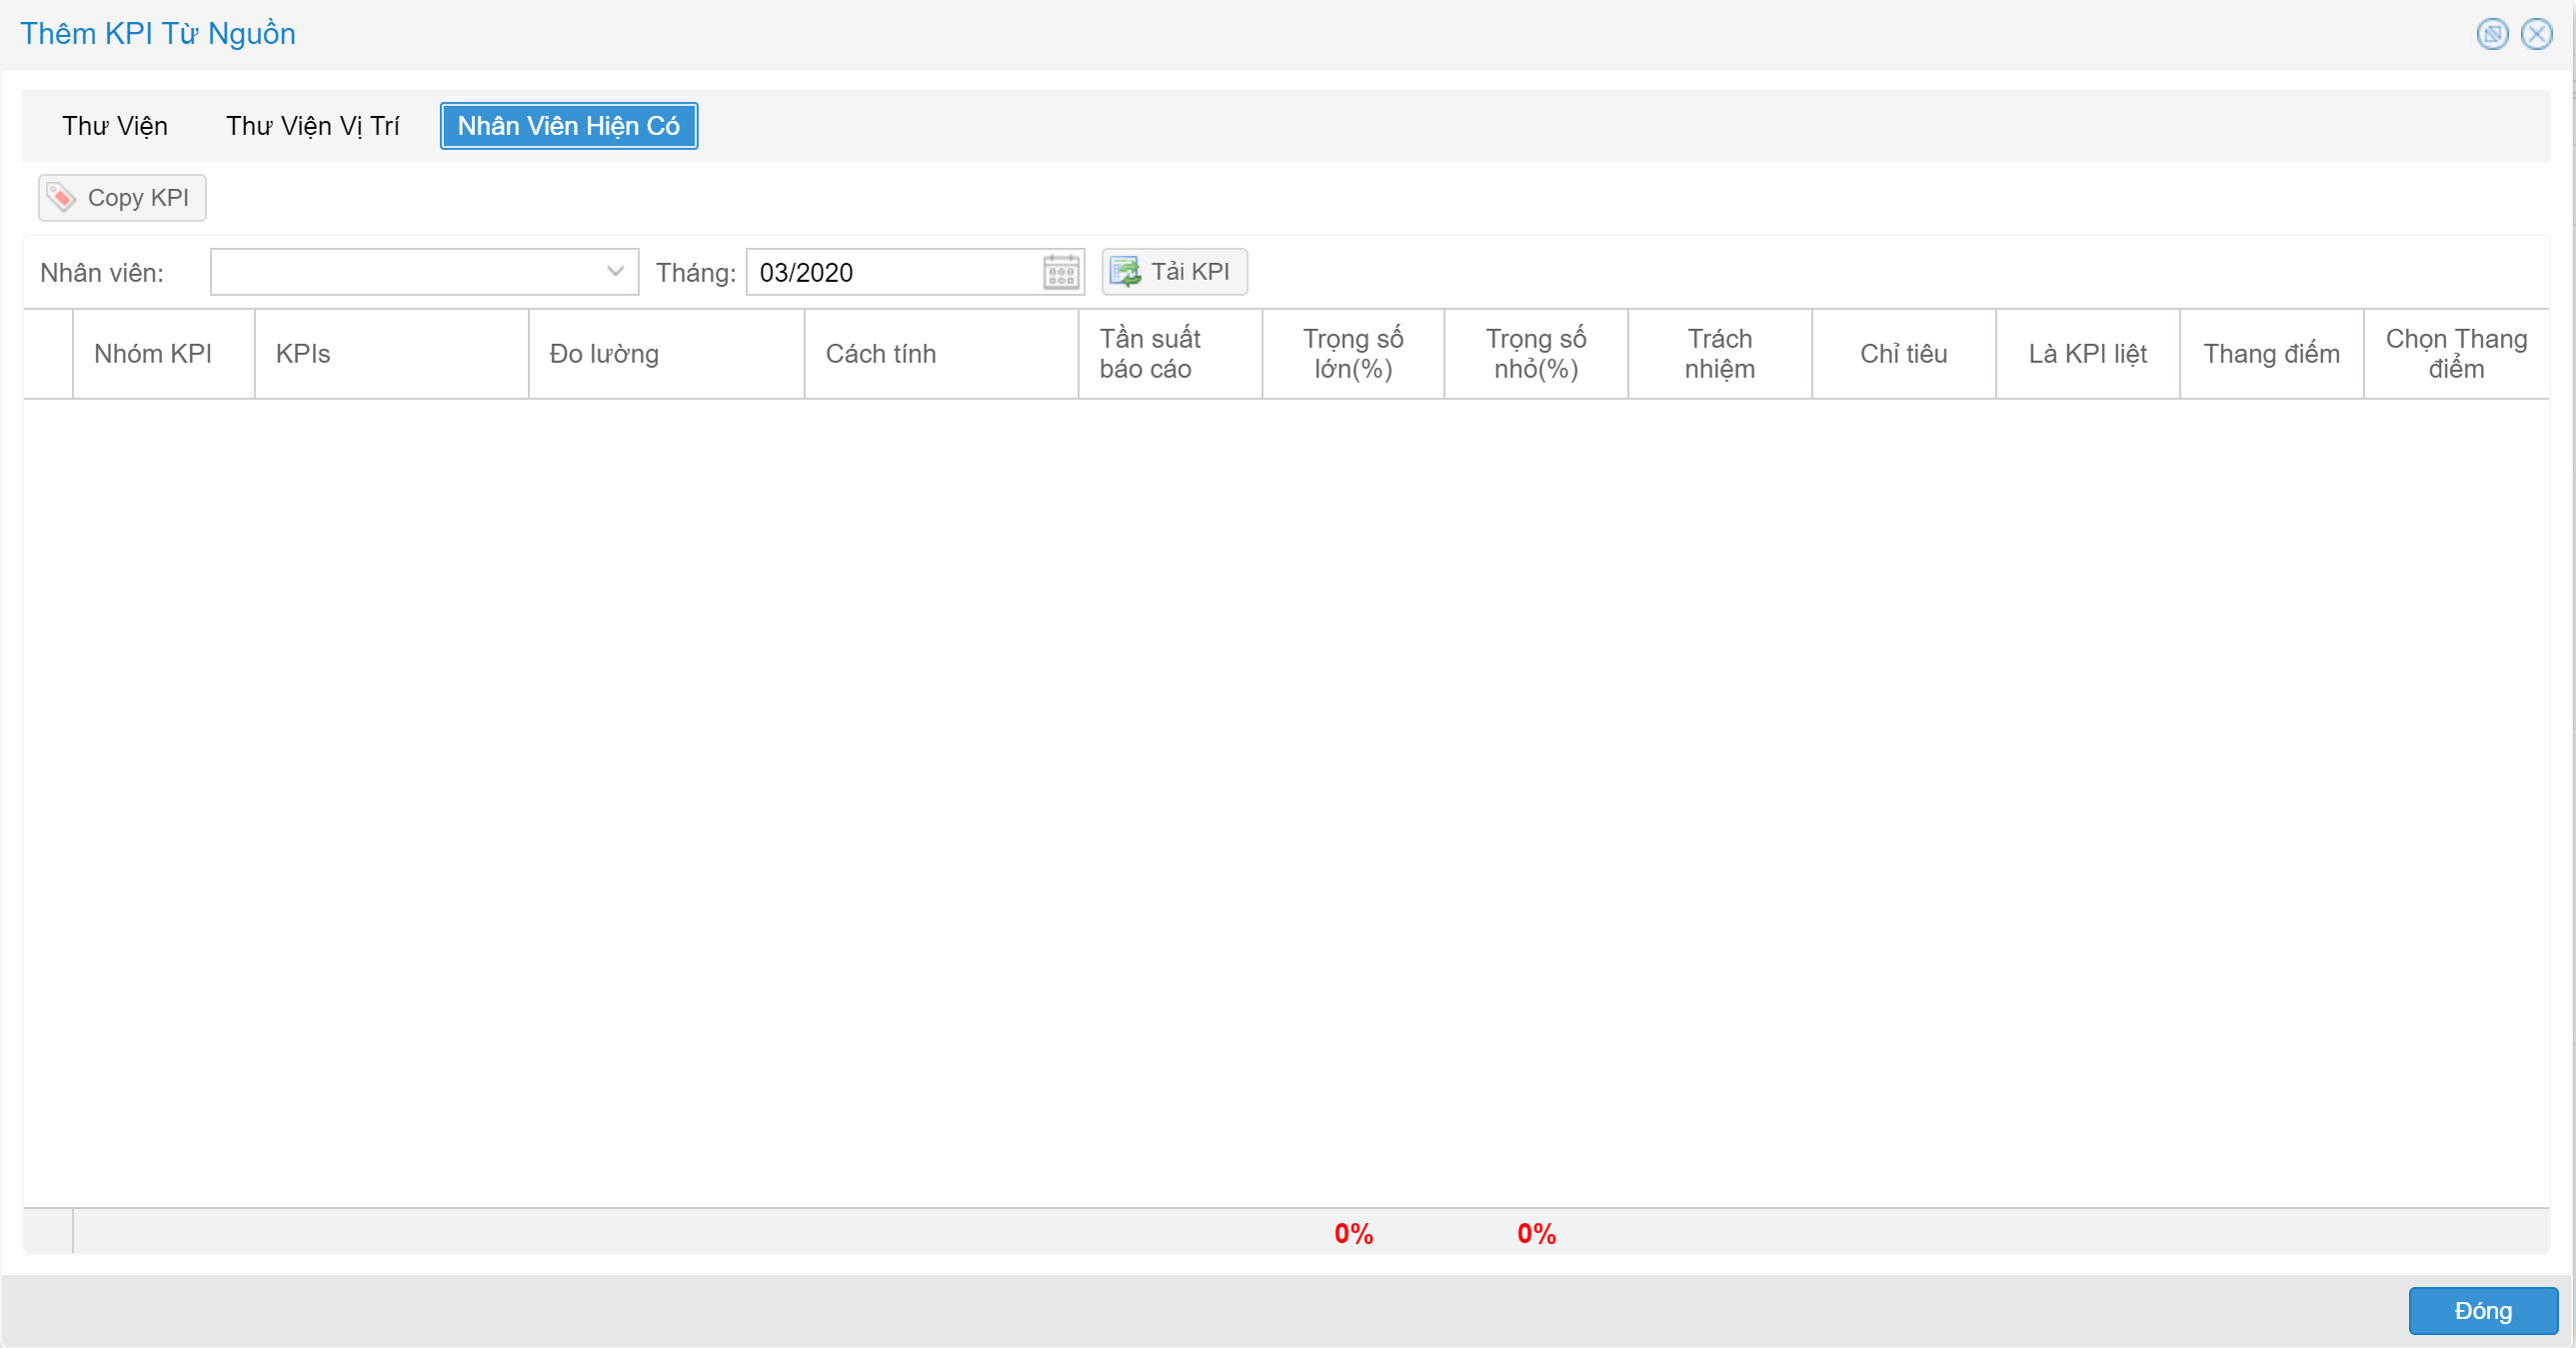 Thêm KPI Từ Nguồn
Thư Viện Thư Viện Vị Trí Nhân Viên Hiện Có
Copy KPI
Nhân viên: Tháng: 03/2020 Tải KPI
Nhóm KPI KPIs Đo lường Cách tính Tần suất báo cáo Trọng số lớn(%) Trọng số nhỏ(%) Trách nhiệm Chỉ tiêu Là KPI liệt Thang điểm Chọn Thang điểm
0% 0%
Đóng